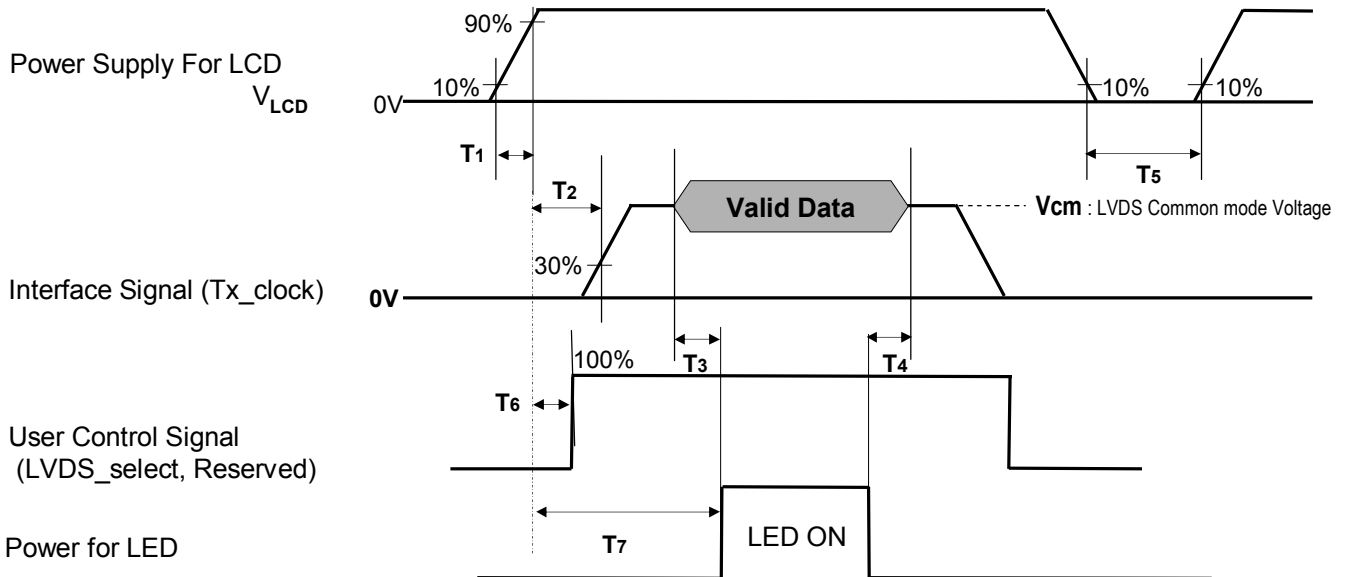 90%
Power Supply For LCD
VLCD
10%
0V
10%
10%
T1
T5
T2
Valid Data
Vcm : LVDS Common mode Voltage
30%
Interface Signal (Tx_clock)
0V
100%
T3
T4
T6
User Control Signal
(LVDS_select, Reserved)
T7
LED ON
Power for LED